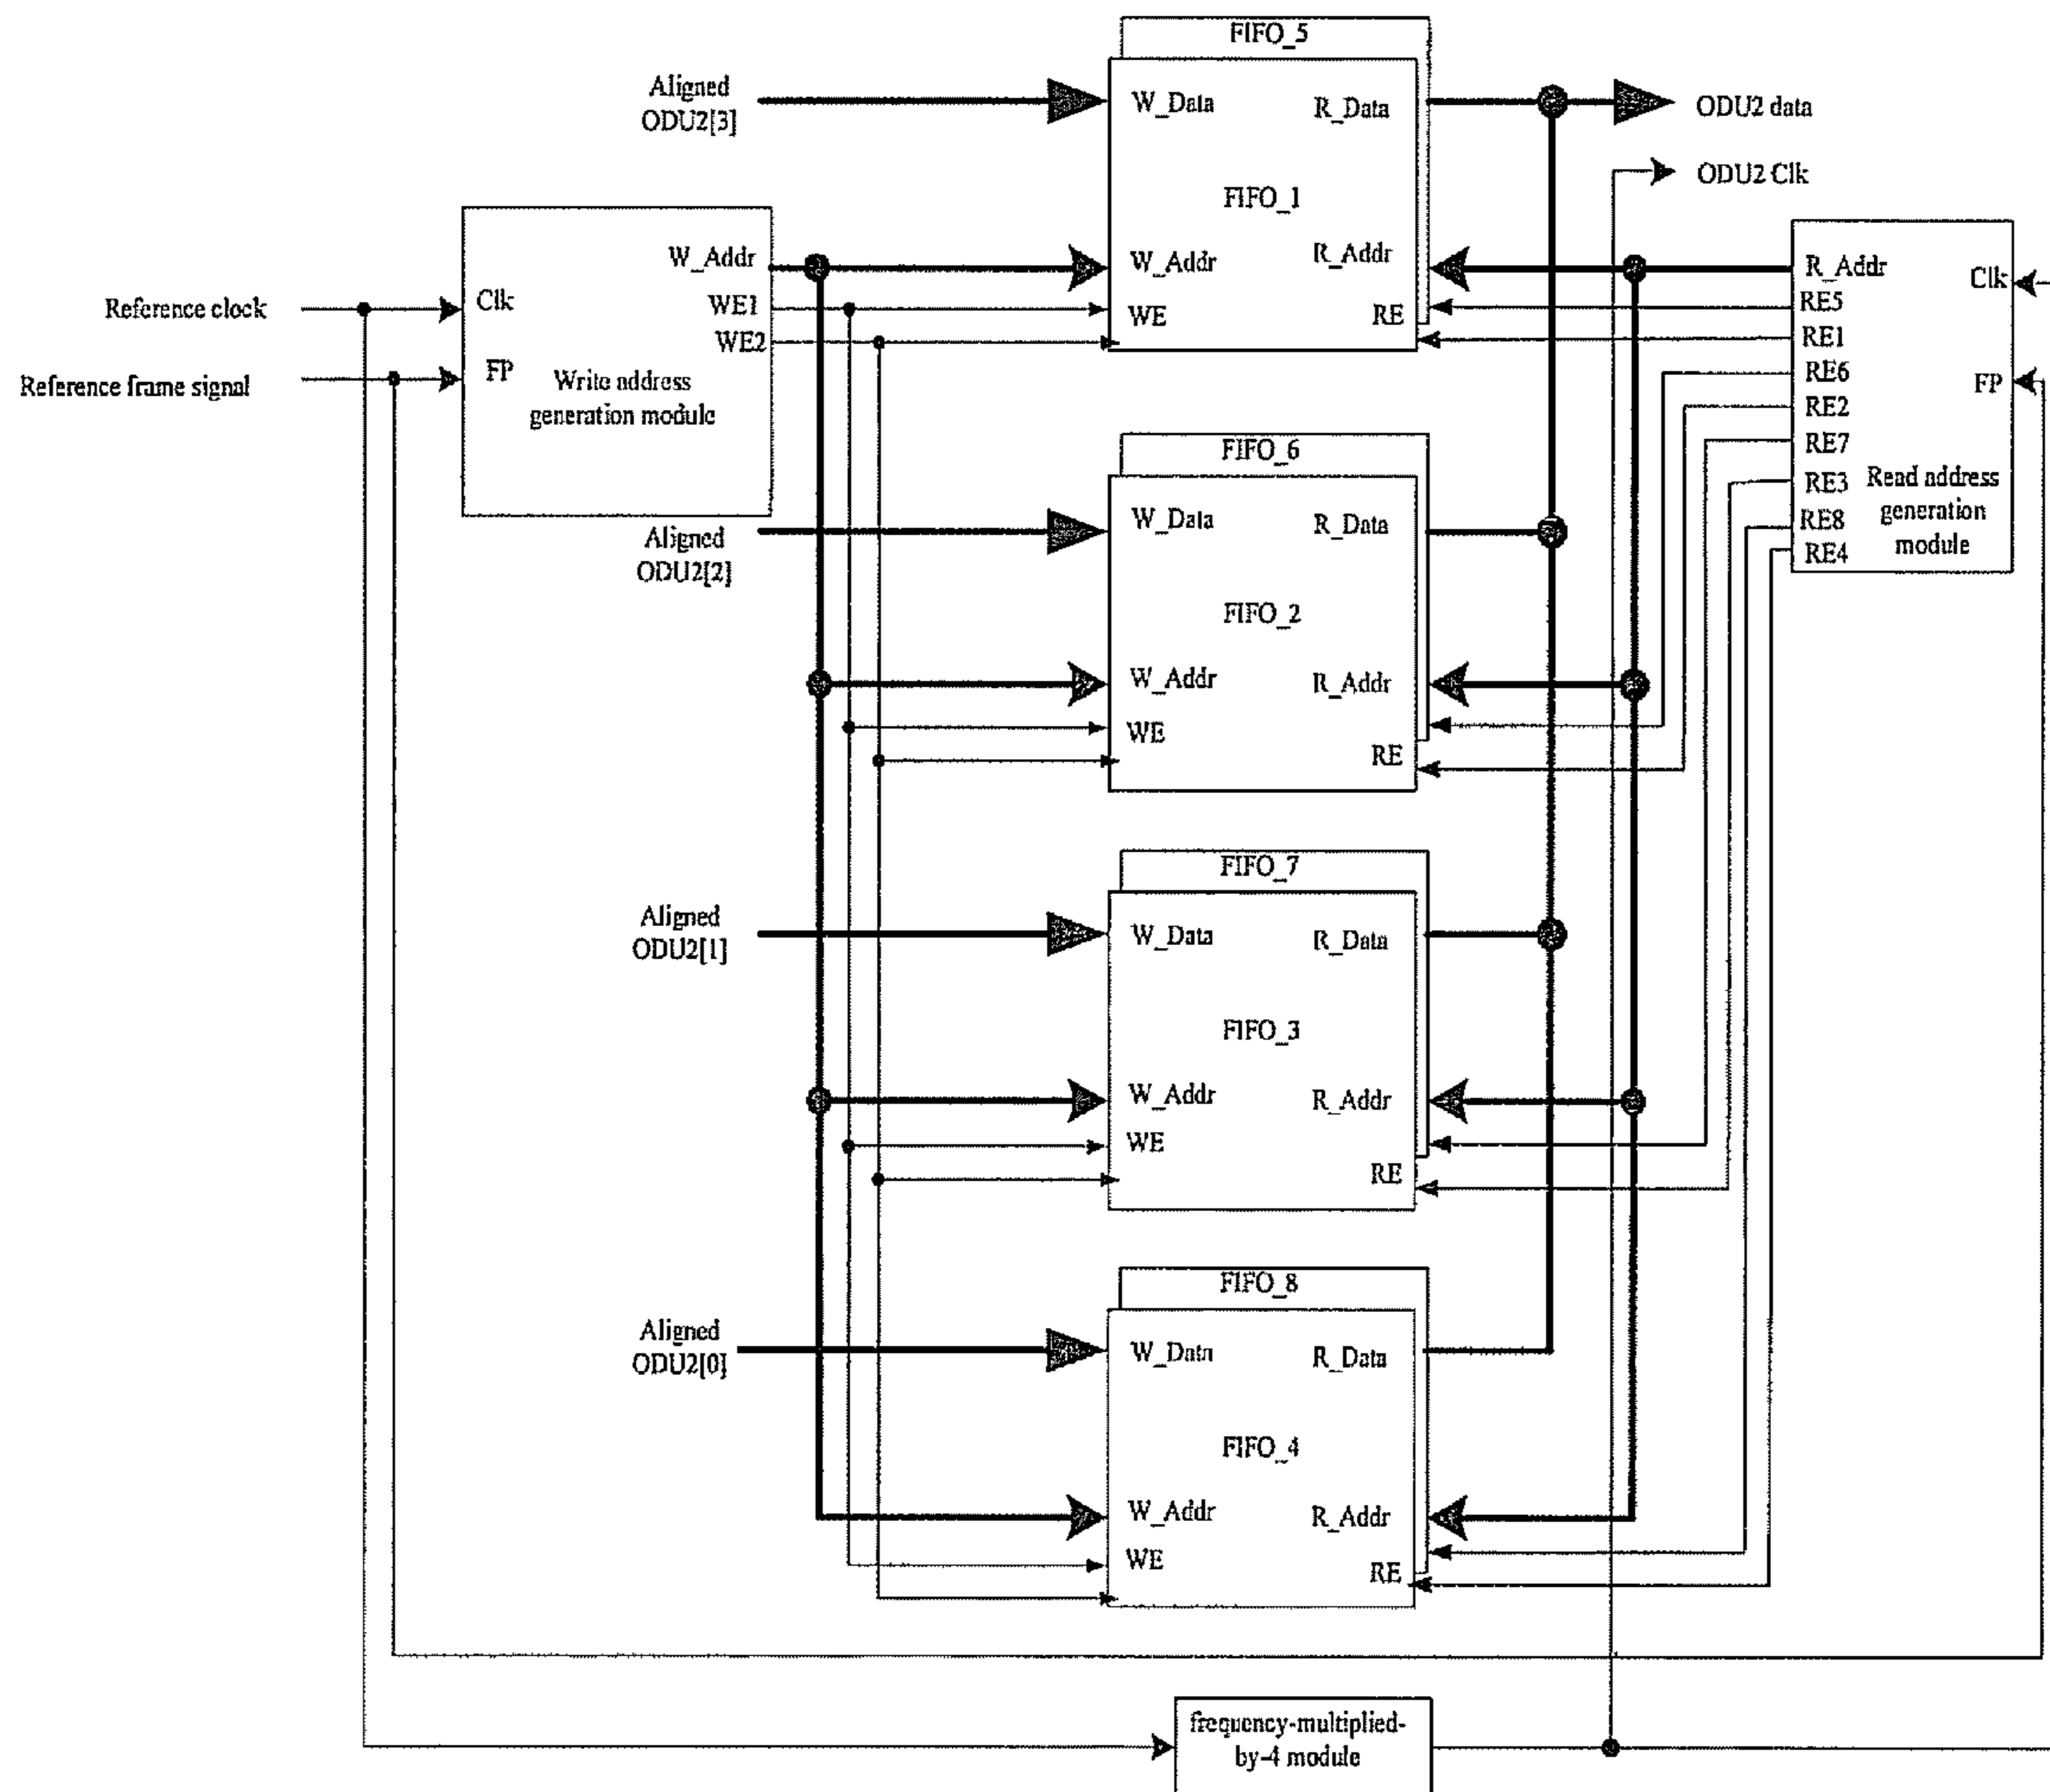 FIFO_5
Aligned
ODU2[3]
W_Data
R_Data
ODU2 data
ODU2 Clk
FIFO_1
W_Addr
W_Addr
R_Addr
R_Addr
Clk
Reference clock
Clk
WE1
WE
RE
RE5
WE2
RE1
Reference frame signal
FP
Write address
generation module
RE6
FP
RE2
FIFO_6
RE7
Aligned
ODU2[2]
W_Data
R_Data
RE3
Read address
generation
module
RE8
RE4
FIFO_2
W_Addr
R_Addr
WE
RE
FIFO_7
Aligned
ODU2[1]
W_Data
R_Data
FIFO_3
W_Addr
R_Addr
WE
RE
FIFO_8
Aligned
ODU2[0]
W_Data
R_Data
FIFO_4
W_Addr
R_Addr
WE
RE
frequency-multiplied-
by-4 module